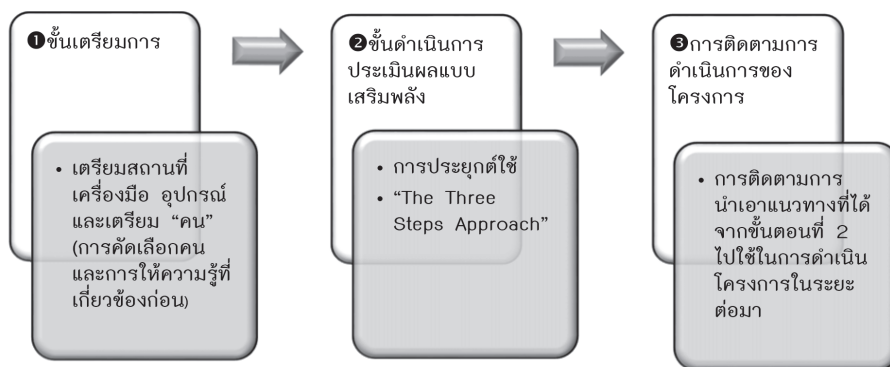 ❶ขั้นเตรียมการ
• เตรียมสถานที่
เครื่องมือ อุปกรณ์
และเตรียม “คน”
(การคัดเลือกคน
และการให้ความรู้ที่
เกี่ยวข้องก่อน)
❷ขั้นดำเนินการ
ประเมินผลแบบ
เสริมพลัง
• การประยุกต์ใช้
• “The Three
Steps Approach”
❸การติดตามการ
ดำเนินการของ
โครงการ
• การติดตามการ
นำเอาแนวทางที่ได้
จากขั้นตอนที่ 2
ไปใช้ในการดำเนิน
โครงการในระยะ
ต่อมา